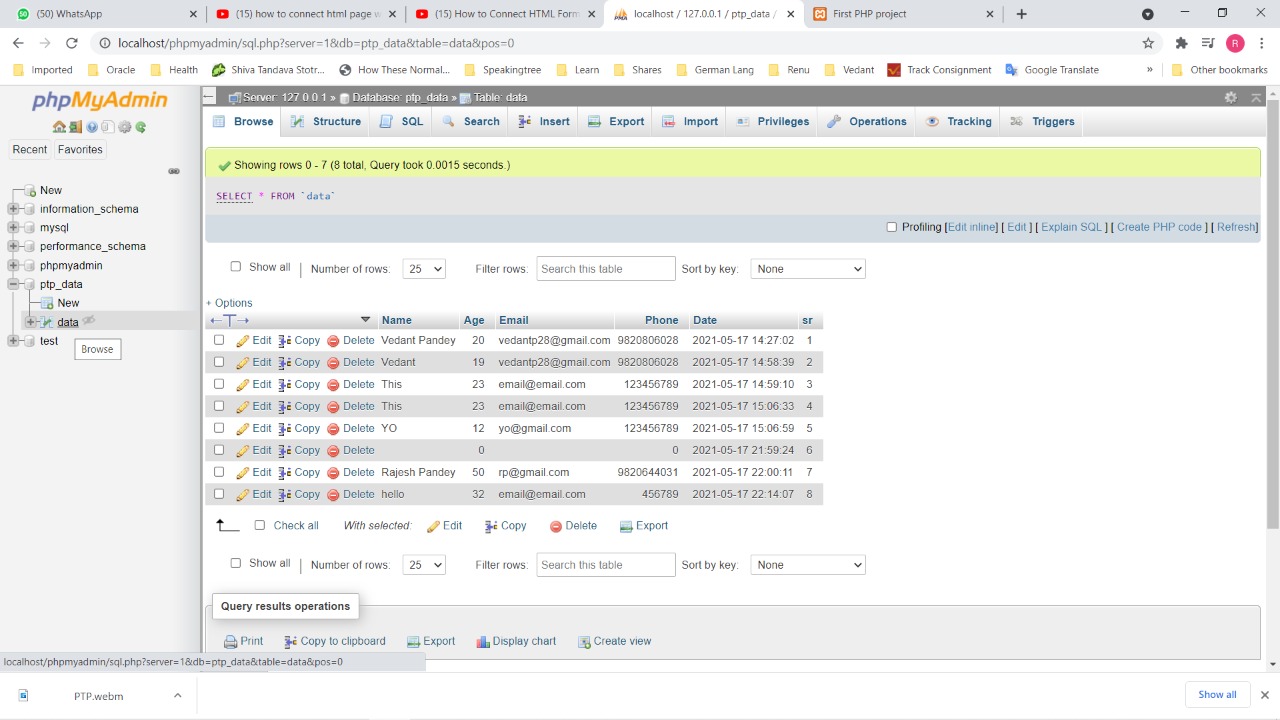 (50) WhatsApp
(15) how to connect html page w
(15) How to Connect HTML Form
localhost / 127.0.0.1 / ptp_data /
First PHP project
localhost/phpmyadmin/sql.php?server=1&db=ptp_data&table=data&pos=0
R
Imported Oracle Health Shiva Tandava Stotr... How These Normal... Speakingtree Learn Shares German Lang Renu Vedant Track Consignment Google Translate » Other bookmarks
phpMyAdmin
Recent Favorites
New
information_schema
mysql
performance_schema
phpmyadmin
ptp_data
New
data
test
Browse
Server: 127.0.0.1 » Database: ptp_data » Table: data
Browse Structure SQL Search Insert Export Import Privileges Operations Tracking Triggers
Showing rows 0 - 7 (8 total, Query took 0.0015 seconds.)
SELECT * FROM `data`
Profiling [Edit inline] [ Edit ] [ Explain SQL ] [ Create PHP code ] [ Refresh]
Show all | Number of rows: 25 Filter rows: Search this table Sort by key: None
+ Options
Name Age Email Phone Date sr
Edit Copy Delete Vedant Pandey 20 vedantp28@gmail.com 9820806028 2021-05-17 14:27:02 1
Edit Copy Delete Vedant 19 vedantp28@gmail.com 9820806028 2021-05-17 14:58:39 2
Edit Copy Delete This 23 email@email.com 123456789 2021-05-17 14:59:10 3
Edit Copy Delete This 23 email@email.com 123456789 2021-05-17 15:06:33 4
Edit Copy Delete YO 12 yo@gmail.com 123456789 2021-05-17 15:06:59 5
Edit Copy Delete 0 0 2021-05-17 21:59:24 6
Edit Copy Delete Rajesh Pandey 50 rp@gmail.com 9820644031 2021-05-17 22:00:11 7
Edit Copy Delete hello 32 email@email.com 456789 2021-05-17 22:14:07 8
Check all With selected: Edit Copy Delete Export
Show all | Number of rows: 25 Filter rows: Search this table Sort by key: None
Query results operations
Print Copy to clipboard Export Display chart Create view
localhost/phpmyadmin/sql.php?server=1&db=ptp_data&table=data&pos=0
PTP.webm
Show all